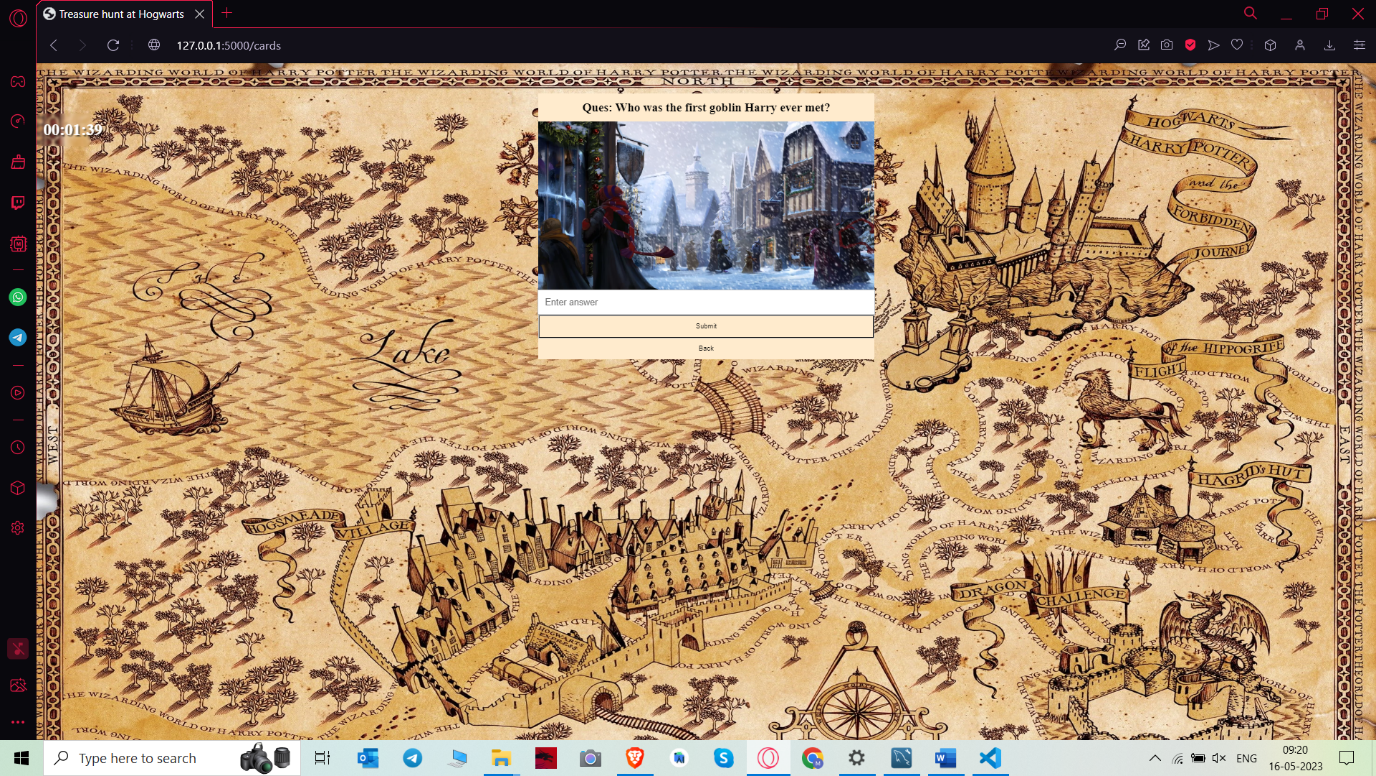 Treasure hunt at Hogwarts
127.0.0.1:5000/cards
THE WIZARDING WORLD OF HARRY POTTER THE WIZARDING WORLD OF HARRY POTTER WIZARDING WORLD OF HARRY POTTER
NORTH
Ques: Who was the first goblin Harry ever met?
00:01:39
HOGWARTS
HARRY POTTER
and the
FORBIDDEN
JOURNEY
Enter answer
Submit
Back
The
Lake
FLIGHT
of the HIPPOGRIFF
WEST
EAST
HAGRID'S HUT
HOGSMEADE
VILLAGE
DRAGON
CHALLENGE
Type here to search
ENG
09:20
16-05-2023